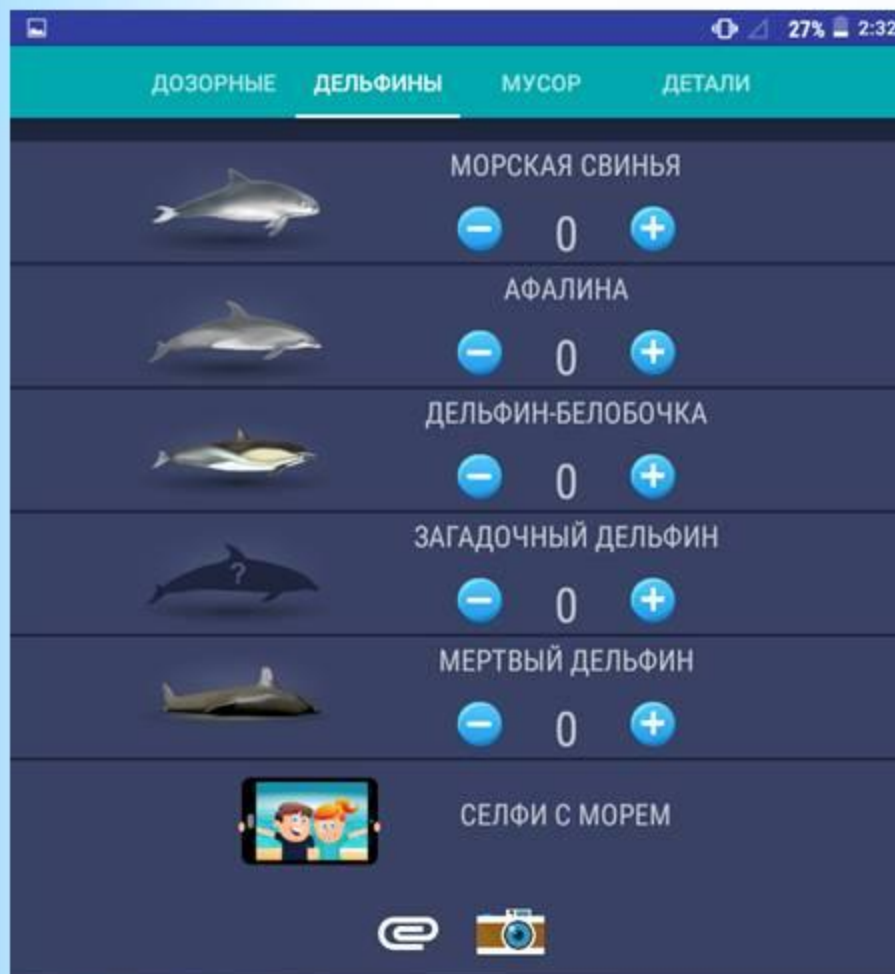 27% 2:32
ДОЗОРНЫЕ ДЕЛЬФИНЫ МУСОР ДЕТАЛИ
МОРСКАЯ СВИНЬЯ
0
АФАЛИНА
0
ДЕЛЬФИН-БЕЛОБОЧКА
0
ЗАГАДОЧНЫЙ ДЕЛЬФИН
?
0
МЕРТВЫЙ ДЕЛЬФИН
0
СЕЛФИ С МОРЕМ